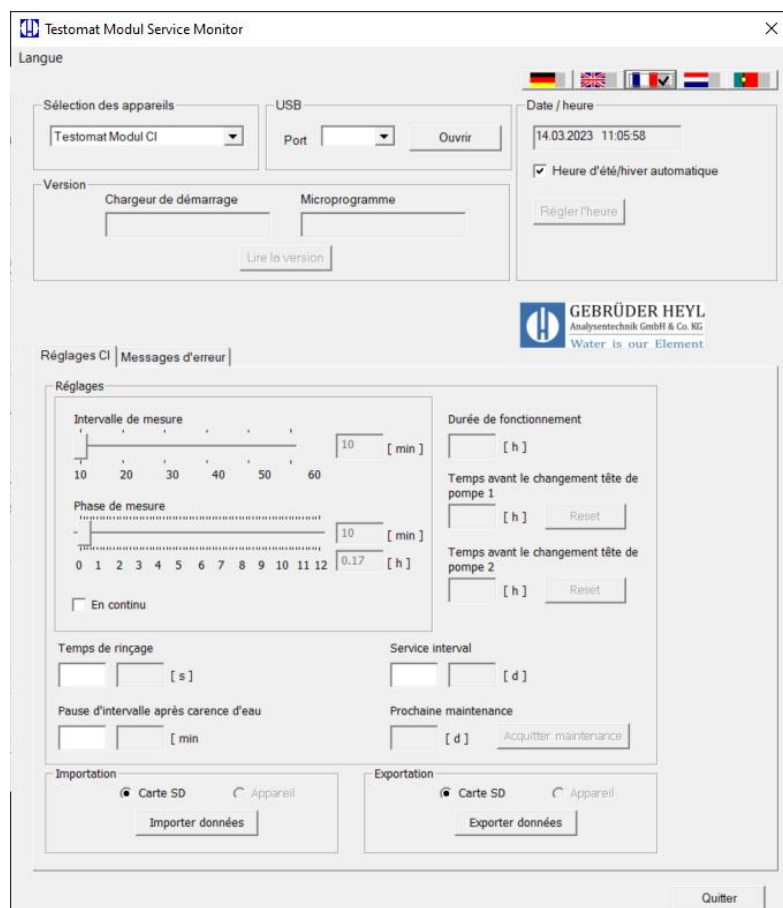 Testomat Modul Service Monitor
Langue
Sélection des appareils
Testomat Modul CI
USB
Port
Ouvrir
Date / heure
14.03.2023 11:05:58
Heure d'été/hiver automatique
Règler l'heure
Version
Chargeur de démarrage
Microprogramme
Lire la version
GEBRÜDER HEYL
Analysentechnik GmbH & Co. KG
Water is our Element
Réglages CI
Messages d'erreur
Réglages
Intervalle de mesure
10 [ min ]
10 20 30 40 50 60
Phase de mesure
10 [ min ]
0 1 2 3 4 5 6 7 8 9 10 11 12
0.17 [ h ]
En continu
Durée de fonctionnement
[ h ]
Temps avant le changement tête de
pompe 1
[ h ] Reset
Temps avant le changement tête de
pompe 2
[ h ] Reset
Temps de rinçage
[ s ]
Service interval
[ d ]
Pause d'intervalle après carence d'eau
[ min
Prochaine maintenance
[ d ] Acquitter maintenance
Importation
Carte SD Appareil
Importer données
Exportation
Carte SD Appareil
Exporter données
Quitter